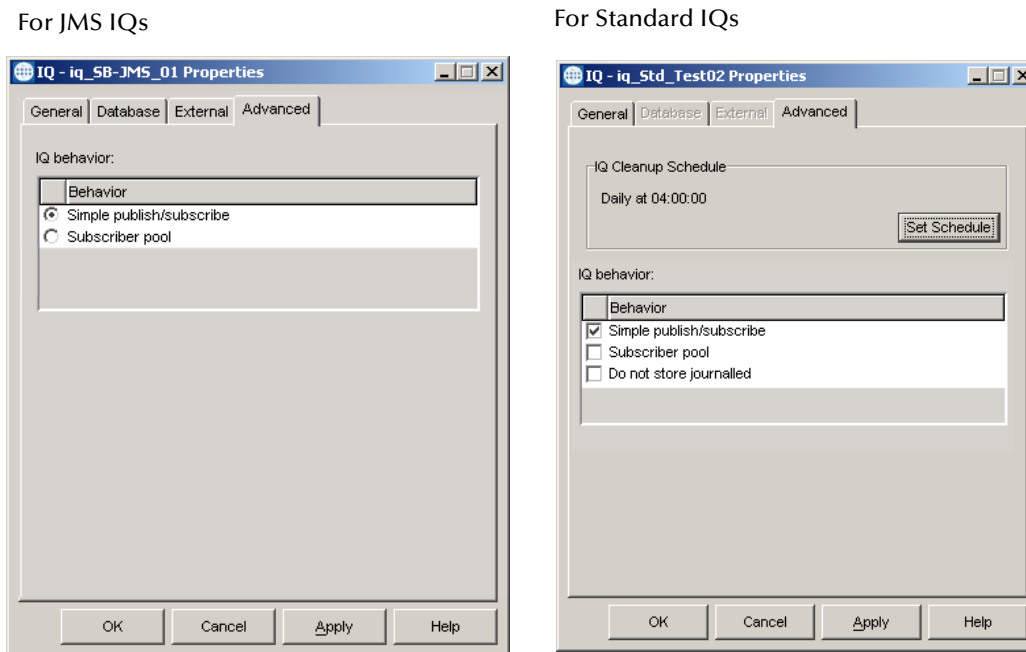 For JMS IQs
IQ - iq_SB-JMS_01 Properties
General Database External Advanced
IQ behavior:
Behavior
Simple publish/subscribe
Subscriber pool
OK Cancel Apply Help
For Standard IQs
IQ - iq_Std_Test02 Properties
General Database External Advanced
IQ Cleanup Schedule
Daily at 04:00:00
Set Schedule
IQ behavior:
Behavior
Simple publish/subscribe
Subscriber pool
Do not store journalled
OK Cancel Apply Help